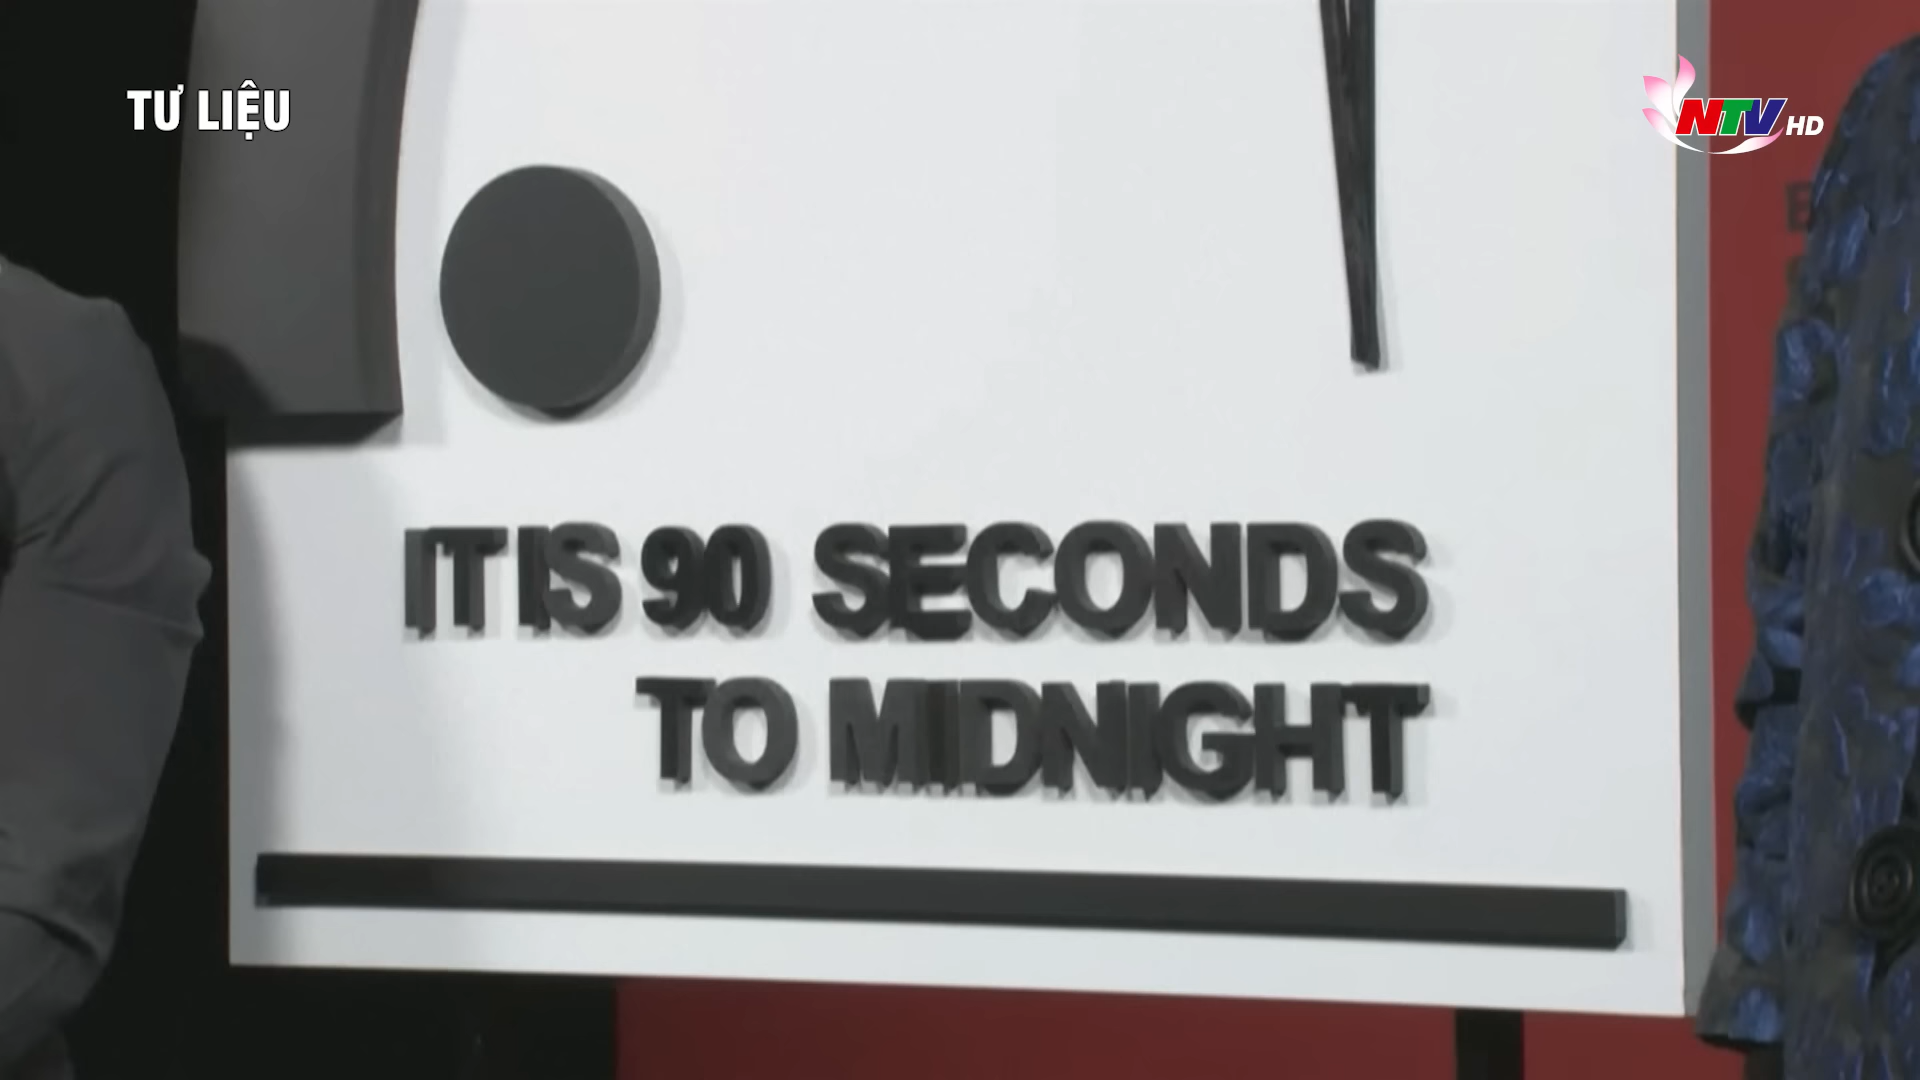 TƯ LIỆU
NTV HD
IT IS 90 SECONDS
TO MIDNIGHT